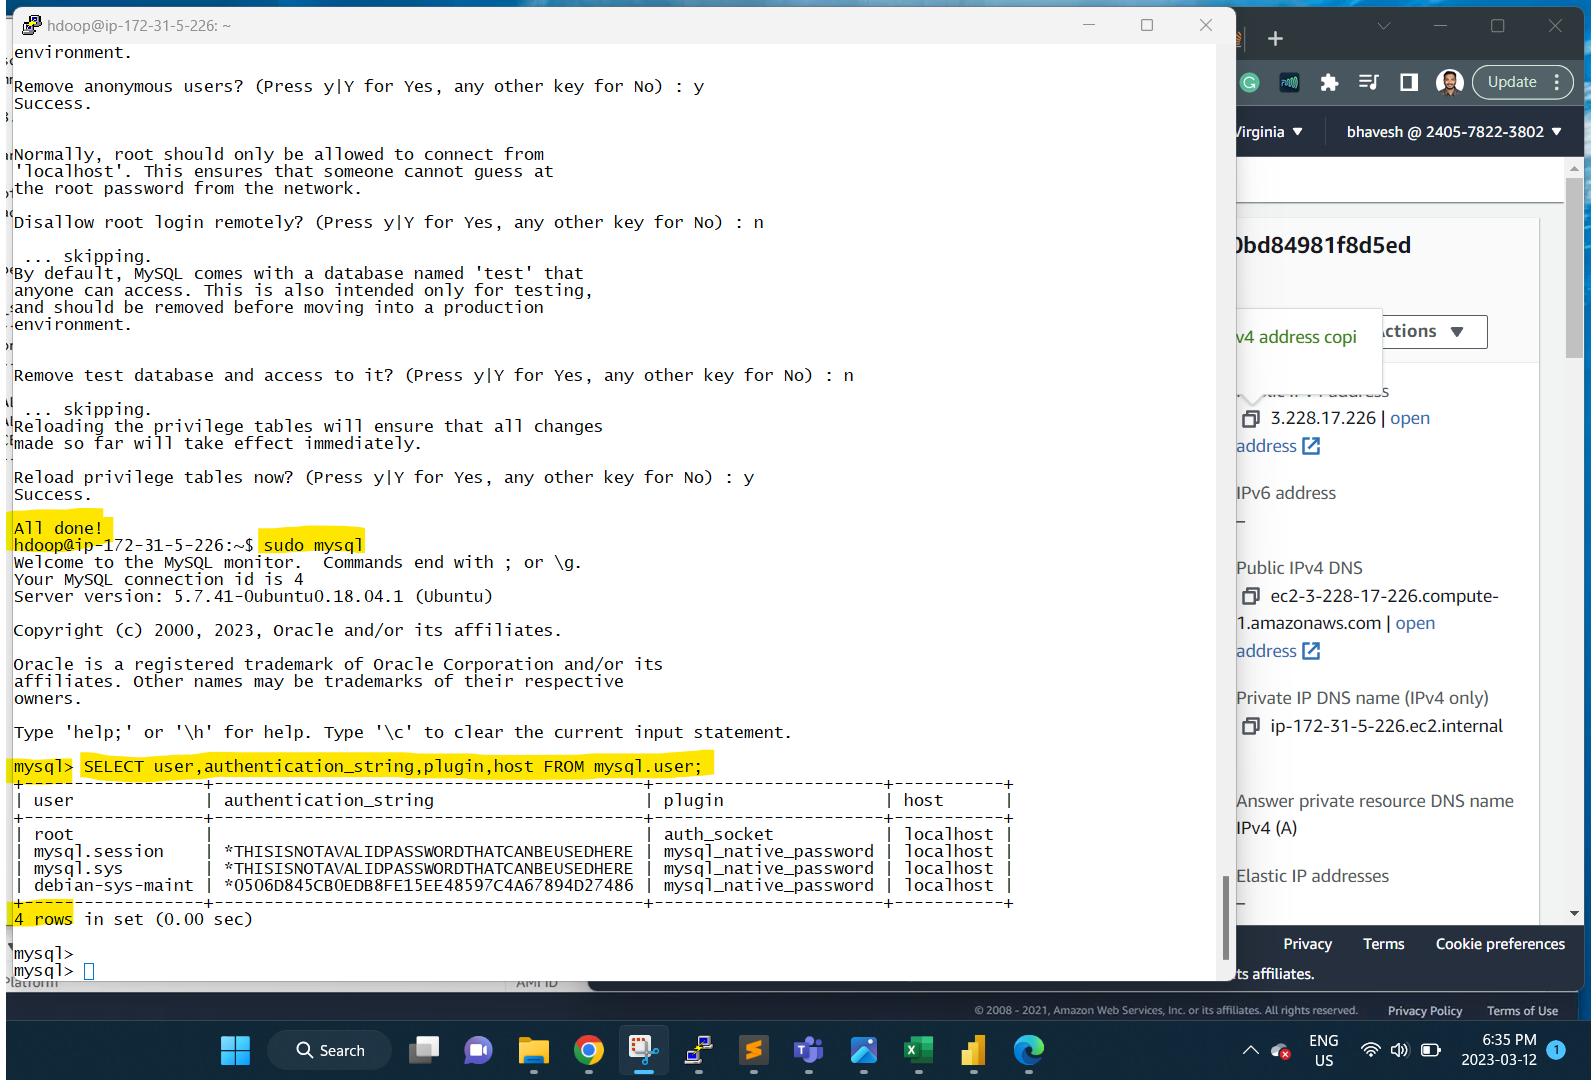 hdoop@ip-172-31-5-226: ~
environment.
Remove anonymous users? (Press y|Y for Yes, any other key for No) : y
Success.
Normally, root should only be allowed to connect from
'localhost'. This ensures that someone cannot guess at
the root password from the network.
Disallow root login remotely? (Press y|Y for Yes, any other key for No) : n
... skipping.
By default, MySQL comes with a database named 'test' that
anyone can access. This is also intended only for testing,
and should be removed before moving into a production
environment.
Remove test database and access to it? (Press y|Y for Yes, any other key for No) : n
... skipping.
Reloading the privilege tables will ensure that all changes
made so far will take effect immediately.
Reload privilege tables now? (Press y|Y for Yes, any other key for No) : y
Success.
All done!
hdoop@ip-172-31-5-226:~$ sudo mysql
Welcome to the MySQL monitor.  Commands end with ; or \g.
Your MySQL connection id is 4
Server version: 5.7.41-0ubuntu0.18.04.1 (Ubuntu)
Copyright (c) 2000, 2023, Oracle and/or its affiliates.
Oracle is a registered trademark of Oracle Corporation and/or its
affiliates. Other names may be trademarks of their respective
owners.
Type 'help;' or '\h' for help. Type '\c' to clear the current input statement.
mysql> SELECT user,authentication_string,plugin,host FROM mysql.user;
+------------------+-------------------------------------------+-----------------------+-----------+
| user             | authentication_string                     | plugin                | host      |
+------------------+-------------------------------------------+-----------------------+-----------+
| root             |                                           | auth_socket           | localhost |
| mysql.session    | *THISISNOTAVALIDPASSWORDTHATCANBEUSEDHERE | mysql_native_password | localhost |
| mysql.sys        | *THISISNOTAVALIDPASSWORDTHATCANBEUSEDHERE | mysql_native_password | localhost |
| debian-sys-maint | *0506D845CB0EDB8FE15EE48597C4A67894D27486 | mysql_native_password | localhost |
+------------------+-------------------------------------------+-----------------------+-----------+
4 rows in set (0.00 sec)
mysql>
mysql>
Update
Virginia
bhavesh @ 2405-7822-3802
0bd84981f8d5ed
v4 address copi
Actions
3.228.17.226 | open
address
IPv6 address
–
Public IPv4 DNS
ec2-3-228-17-226.compute-
1.amazonaws.com | open
address
Private IP DNS name (IPv4 only)
ip-172-31-5-226.ec2.internal
Answer private resource DNS name
IPv4 (A)
Elastic IP addresses
–
Privacy Terms Cookie preferences
ts affiliates.
Platform
AMI ID
© 2008 - 2021, Amazon Web Services, Inc. or its affiliates. All rights reserved. Privacy Policy Terms of Use
Search
ENG
US
6:35 PM
2023-03-12
1